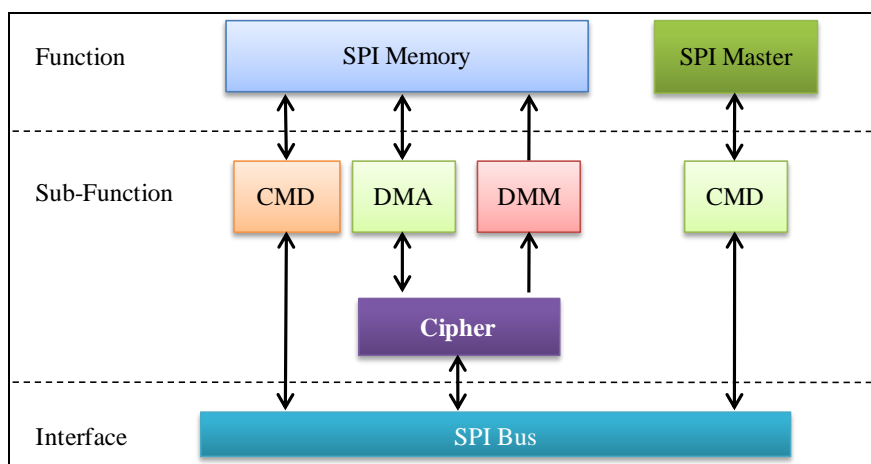 Function
SPI Memory
SPI Master
Sub-Function
CMD
DMA
DMM
CMD
Cipher
Interface
SPI Bus